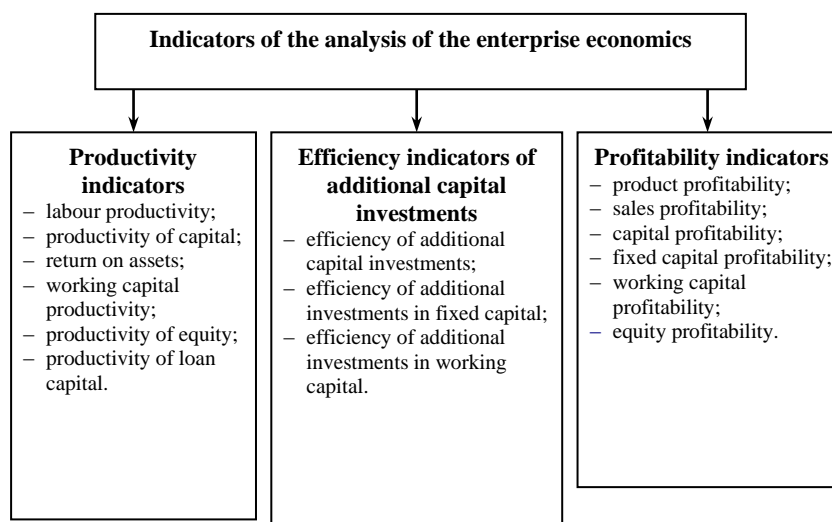 Indicators of the analysis of the enterprise economics
Productivity
indicators
– labour productivity;
– productivity of capital;
– return on assets;
– working capital
productivity;
– productivity of equity;
– productivity of loan
capital.
Efficiency indicators of
additional capital
investments
– efficiency of additional
capital investments;
– efficiency of additional
investments in fixed capital;
– efficiency of additional
investments in working
capital.
Profitability indicators
– product profitability;
– sales profitability;
– capital profitability;
– fixed capital profitability;
– working capital
profitability;
– equity profitability.